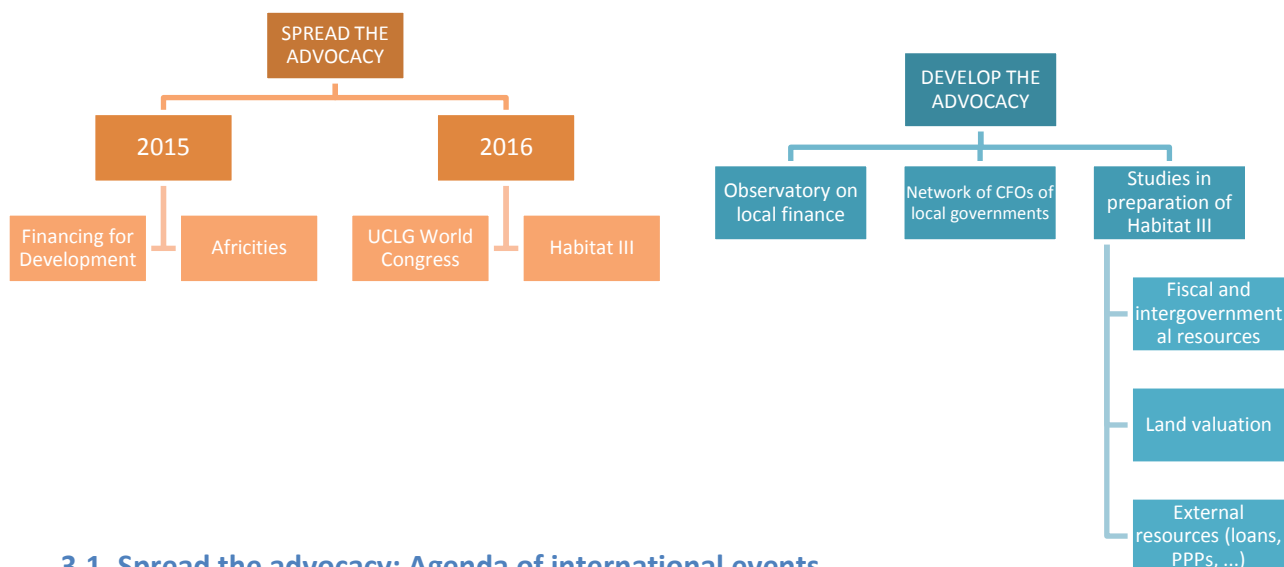 SPREAD THE
ADVOCACY
2015
2016
Financing for
Development
Africities
UCLG World
Congress
Habitat III
DEVELOP THE
ADVOCACY
Observatory on
local finance
Network of CFOs of
local governments
Studies in
preparation of
Habitat III
Fiscal and
intergovernment
al resources
Land valuation
External
resources (loans,
PPPs, ...)
3.1. Spread the advocacy: Agenda of international events